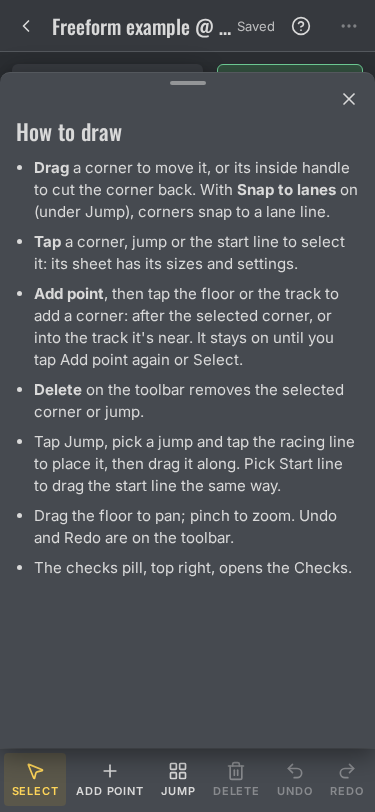 Freeform example @ ... Saved
How to draw
• Drag a corner to move it, or its inside handle
to cut the corner back. With Snap to lanes on
(under Jump), corners snap to a lane line.
• Tap a corner, jump or the start line to select
it: its sheet has its sizes and settings.
• Add point, then tap the floor or the track to
add a corner: after the selected corner, or
into the track it's near. It stays on until you
tap Add point again or Select.
• Delete on the toolbar removes the selected
corner or jump.
• Tap Jump, pick a jump and tap the racing line
to place it, then drag it along. Pick Start line
to drag the start line the same way.
• Drag the floor to pan; pinch to zoom. Undo
and Redo are on the toolbar.
• The checks pill, top right, opens the Checks.
SELECT ADD POINT JUMP DELETE UNDO REDO